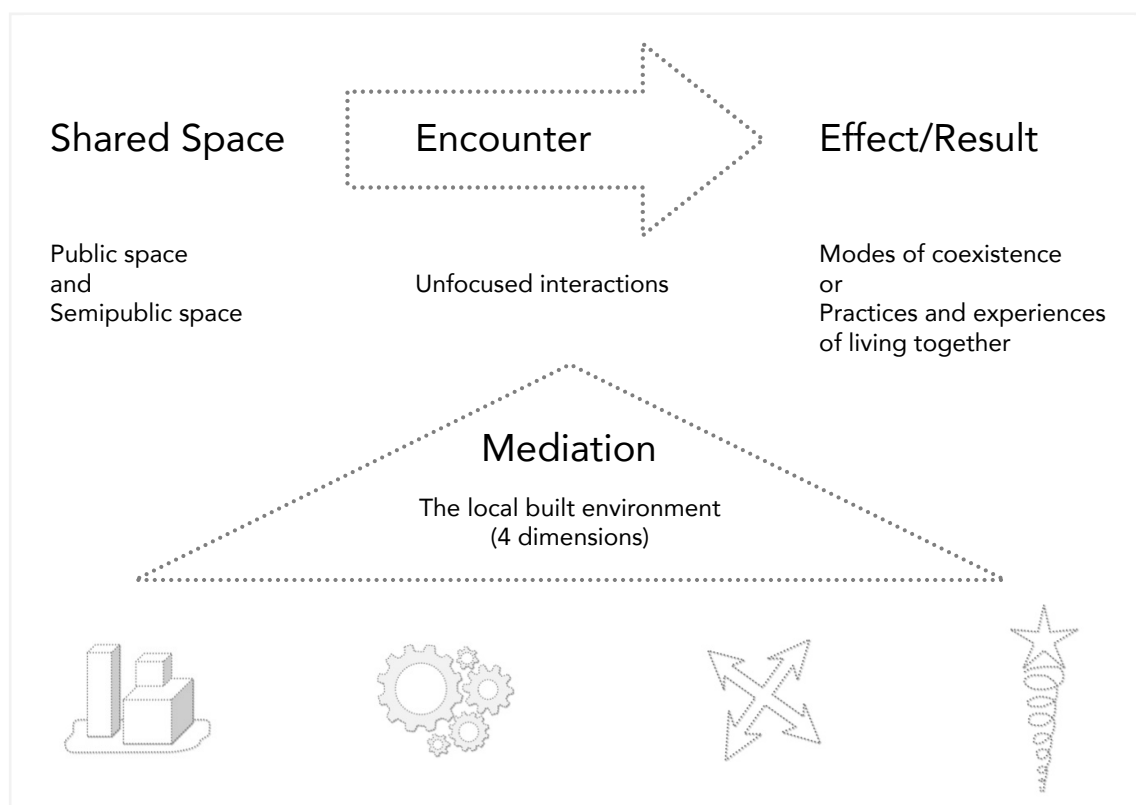 Shared Space
Encounter
Effect/Result
Public space
and
Semipublic space
Unfocused interactions
Modes of coexistence
or
Practices and experiences
of living together
Mediation
The local built environment
(4 dimensions)